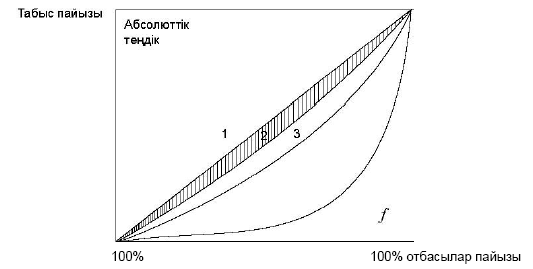 Табыс пайызы
Абсолюттік
теңдік
1
2
3
f
100%
100% отбасылар пайызы